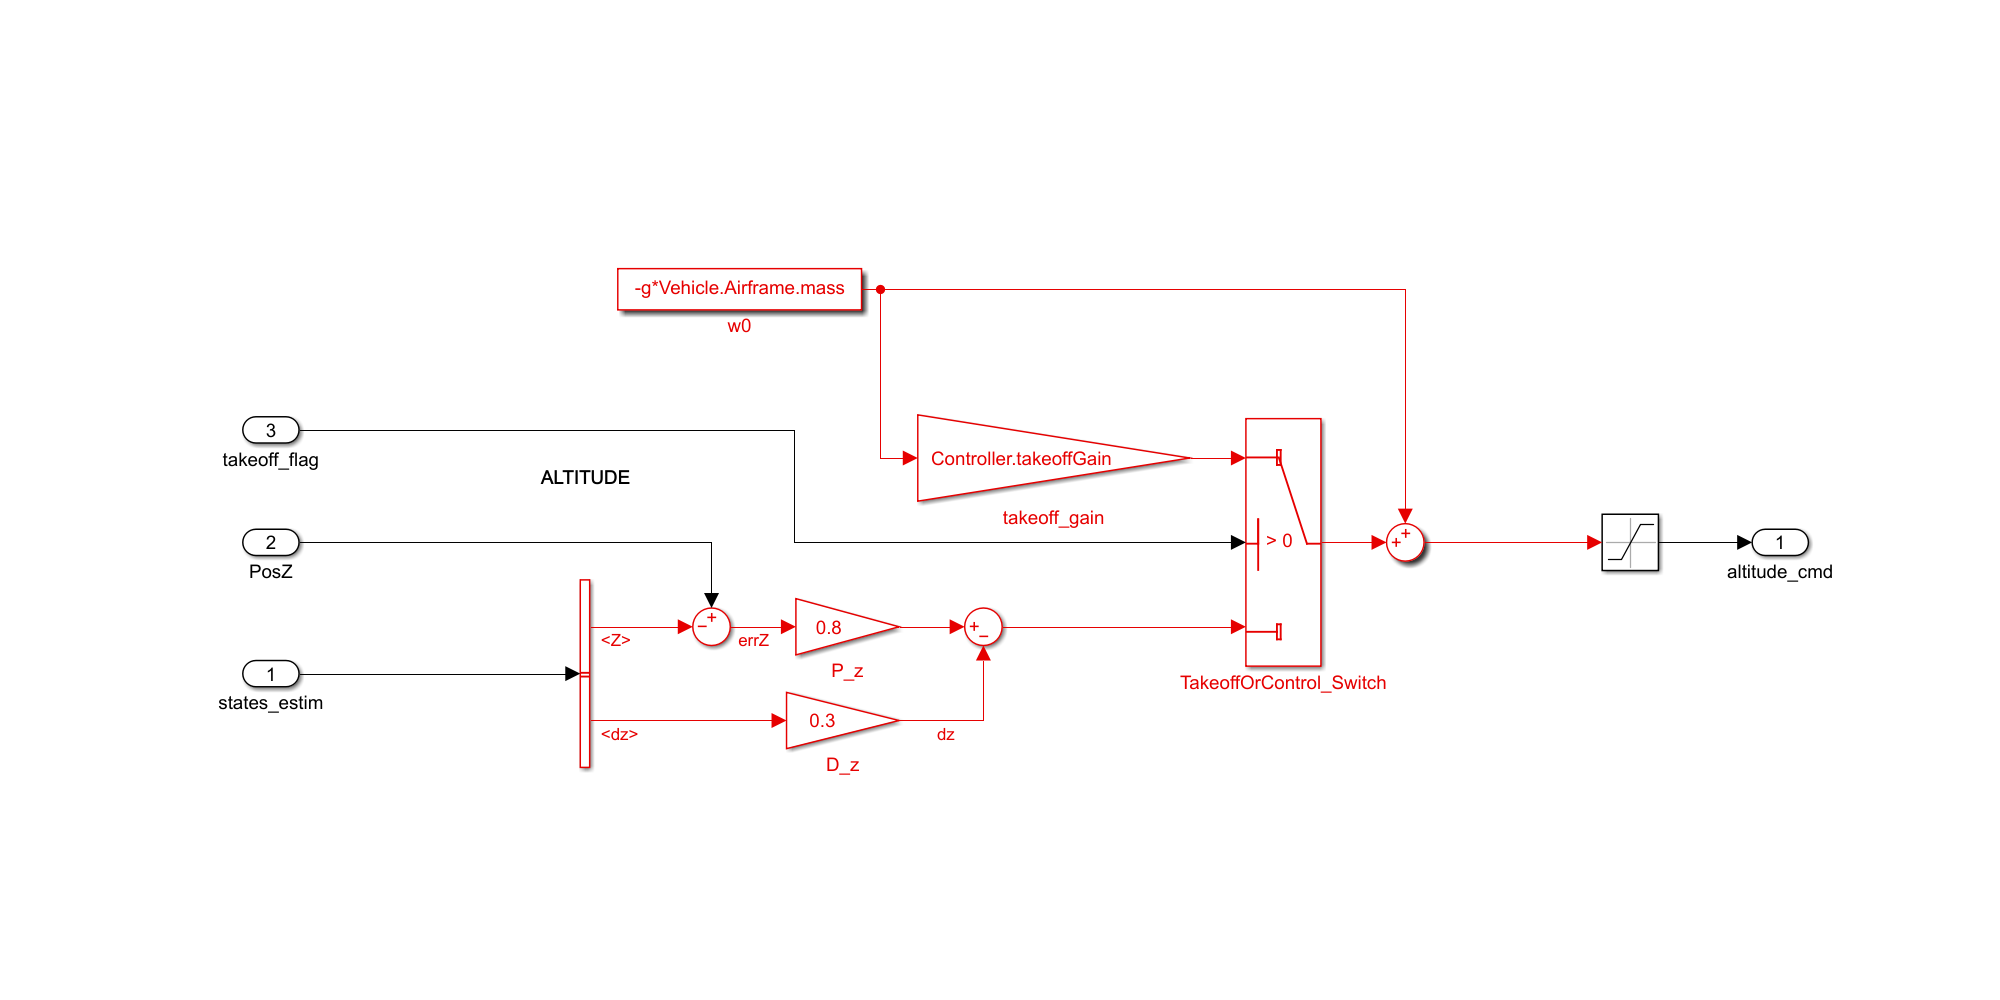 -g*Vehicle.Airframe.mass
w0
3
takeoff_flag
ALTITUDE
Controller.takeoffGain
takeoff_gain
2
PosZ
+
−
<Z>
errZ
0.8
P_z
+
−
> 0
TakeoffOrControl_Switch
+
+
1
altitude_cmd
1
states_estim
<dz>
0.3
D_z
dz